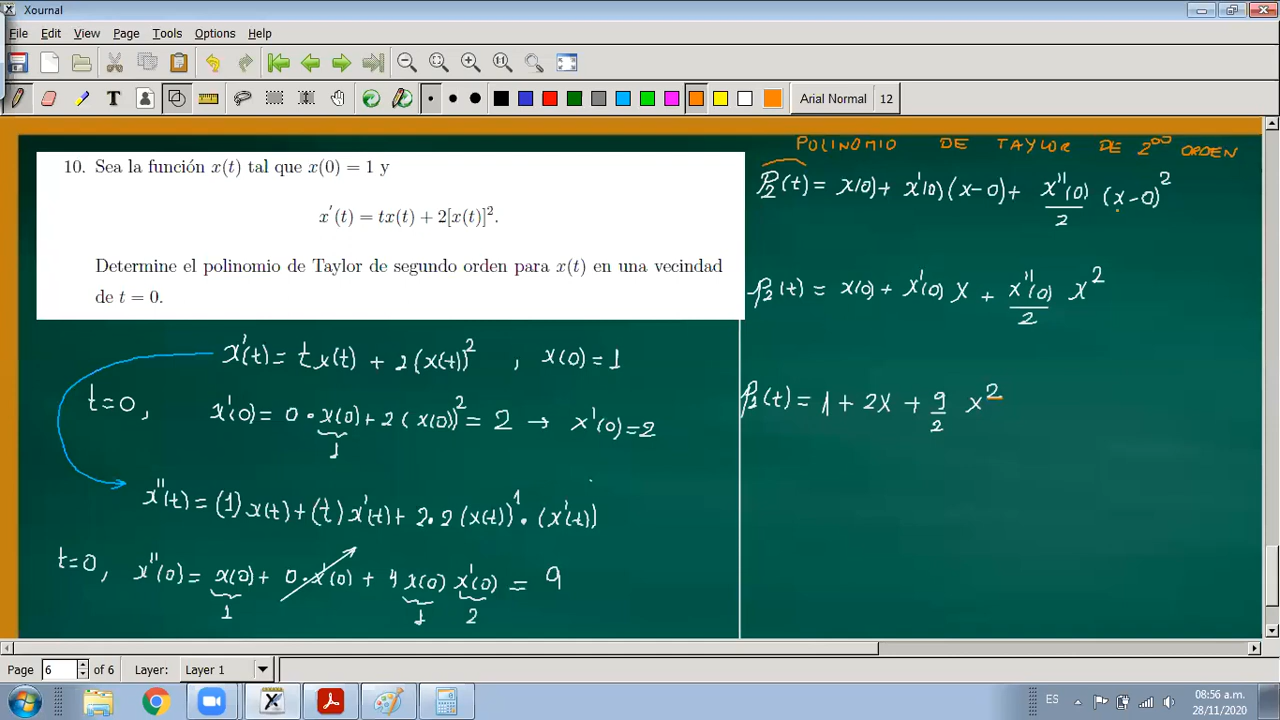 Xournal
File Edit View Page Tools Options Help
Arial Normal 12
10. Sea la función x(t) tal que x(0) = 1 y
x'(t) = tx(t) + 2[x(t)]².
Determine el polinomio de Taylor de segundo orden para x(t) en una vecindad
de t = 0.
x'(t) = t x(t) + 2(x(t))² , x(0) = 1
t=0, x'(0) = 0 · x(0) + 2(x(0))² = 2 → x'(0) = 2
1
x''(t) = (1) x(t) + (t) x'(t) + 2·2 (x(t))¹ · (x'(t))
t=0, x''(0) = x(0) + 0·x'(0) + 4 x(0) x'(0) = 9
1 1 2
POLINOMIO DE TAYLOR DE 2ᵈᵒ ORDEN
P₂(t) = x(0) + x'(0)(x-0) + x''(0)/2 (x-0)²
P₂(t) = x(0) + x'(0) x + x''(0)/2 x²
P₂(t) = 1 + 2x + 9/2 x²
Page 6 of 6 Layer: Layer 1
ES 08:56 a.m.
28/11/2020